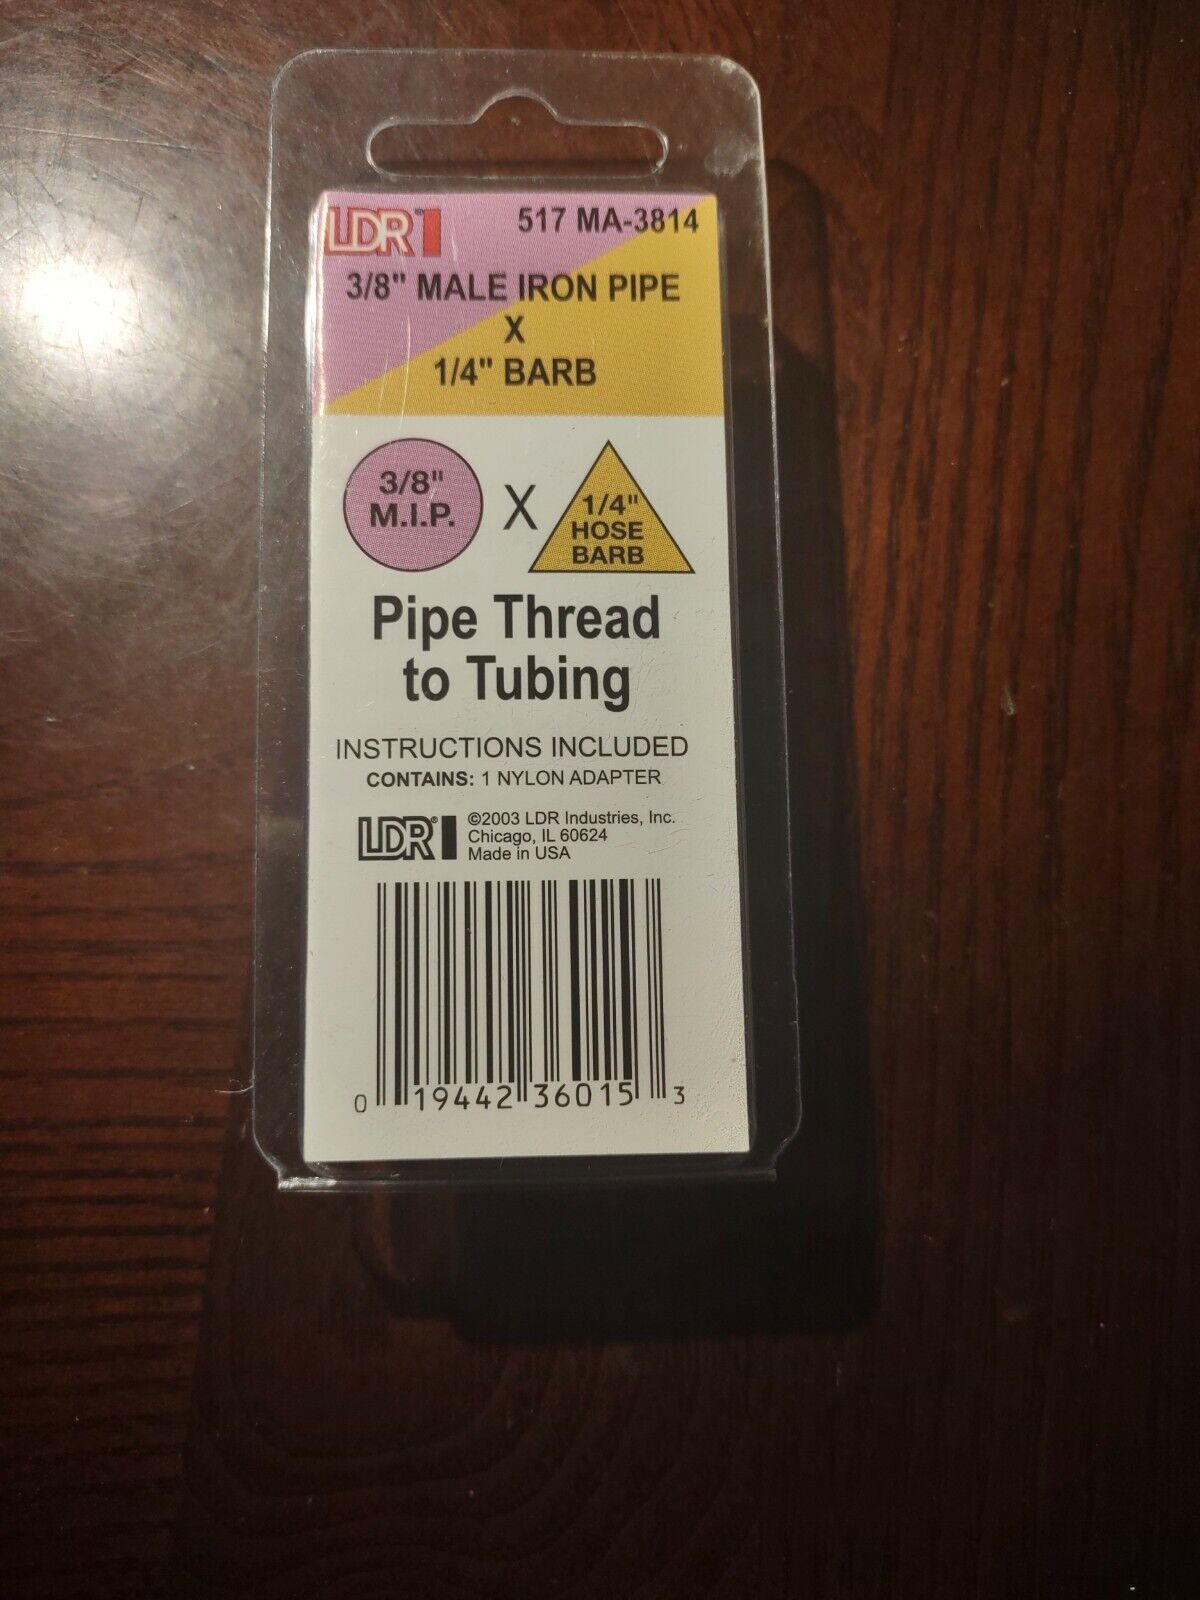 LDR® 517 MA-3814
3/8" MALE IRON PIPE
X
1/4" BARB
3/8"
M.I.P.
X
1/4"
HOSE
BARB
Pipe Thread
to Tubing
INSTRUCTIONS INCLUDED
CONTAINS: 1 NYLON ADAPTER
LDR®
©2003 LDR Industries, Inc.
Chicago, IL 60624
Made in USA
0 19442 36015 3